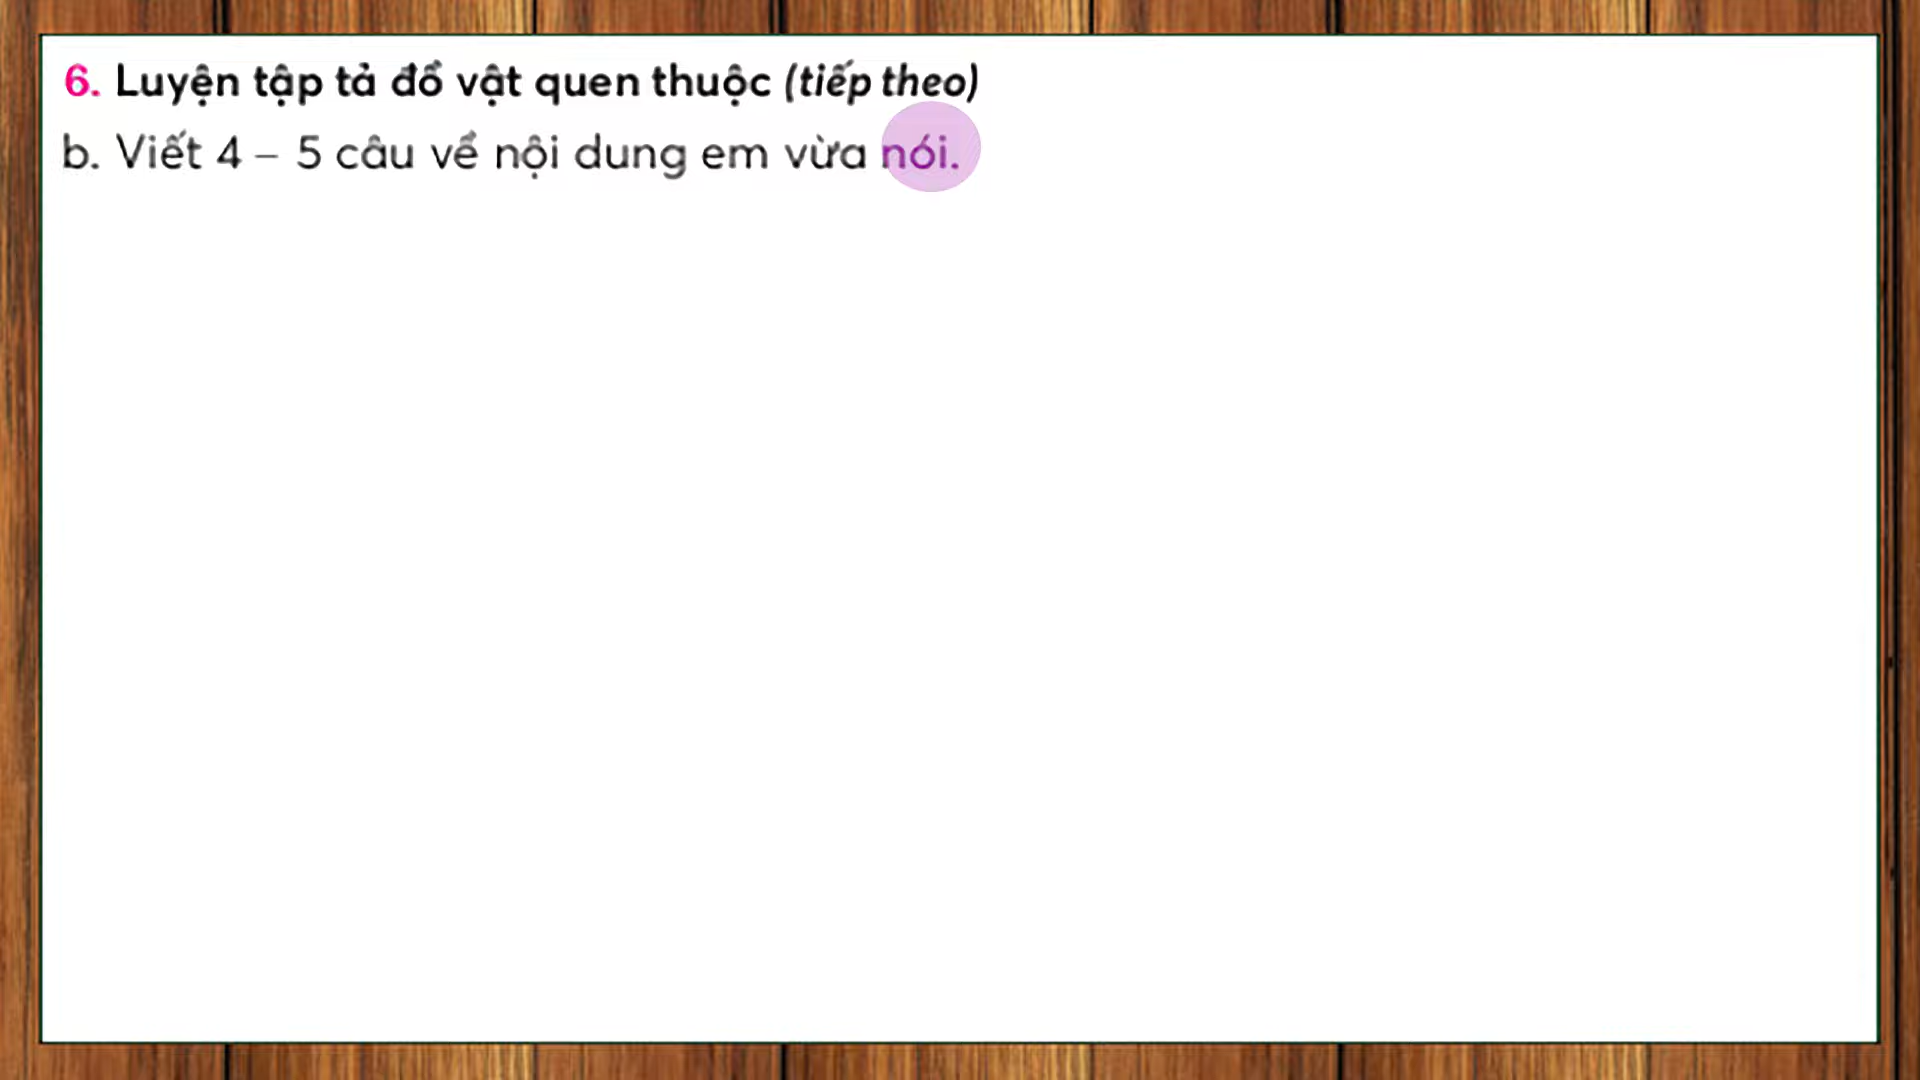 6. Luyện tập tả đồ vật quen thuộc (tiếp theo)
b. Viết 4 – 5 câu về nội dung em vừa nói.